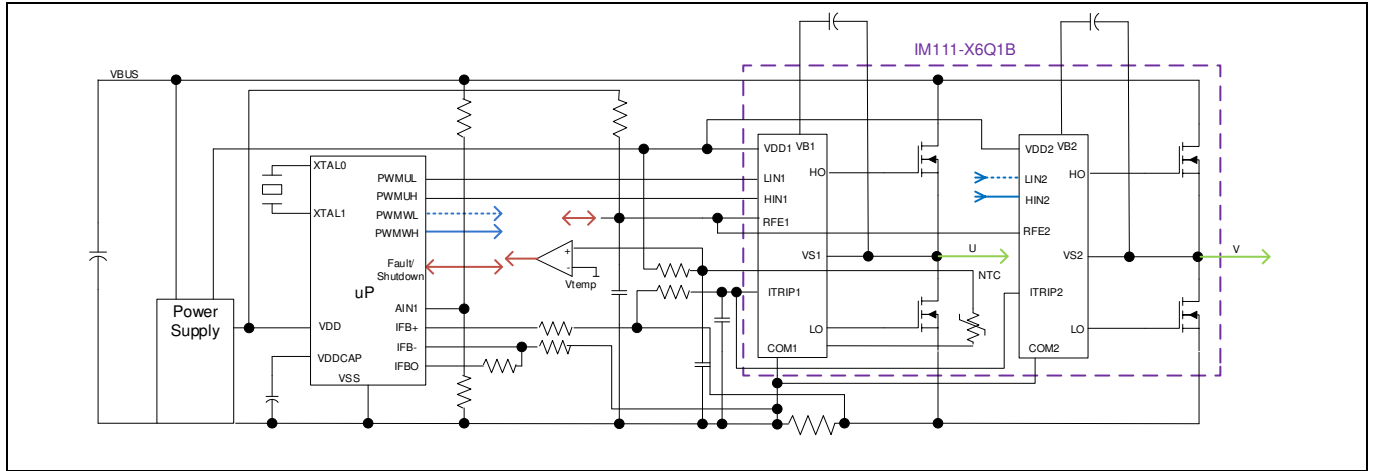 IM111-X6Q1B
VBUS
XTAL0
XTAL1
PWMUL
PWMUH
PWMWL
PWMWH
Fault/
Shutdown
uP
AIN1
IFB+
IFB-
IFBO
VDD
VDDCAP
VSS
Power
Supply
+
-
Vtemp
VDD1
VB1
LIN1
HIN1
RFE1
HO
VS1
ITRIP1
LO
COM1
U
NTC
VDD2
VB2
LIN2
HIN2
RFE2
HO
VS2
ITRIP2
LO
COM2
V